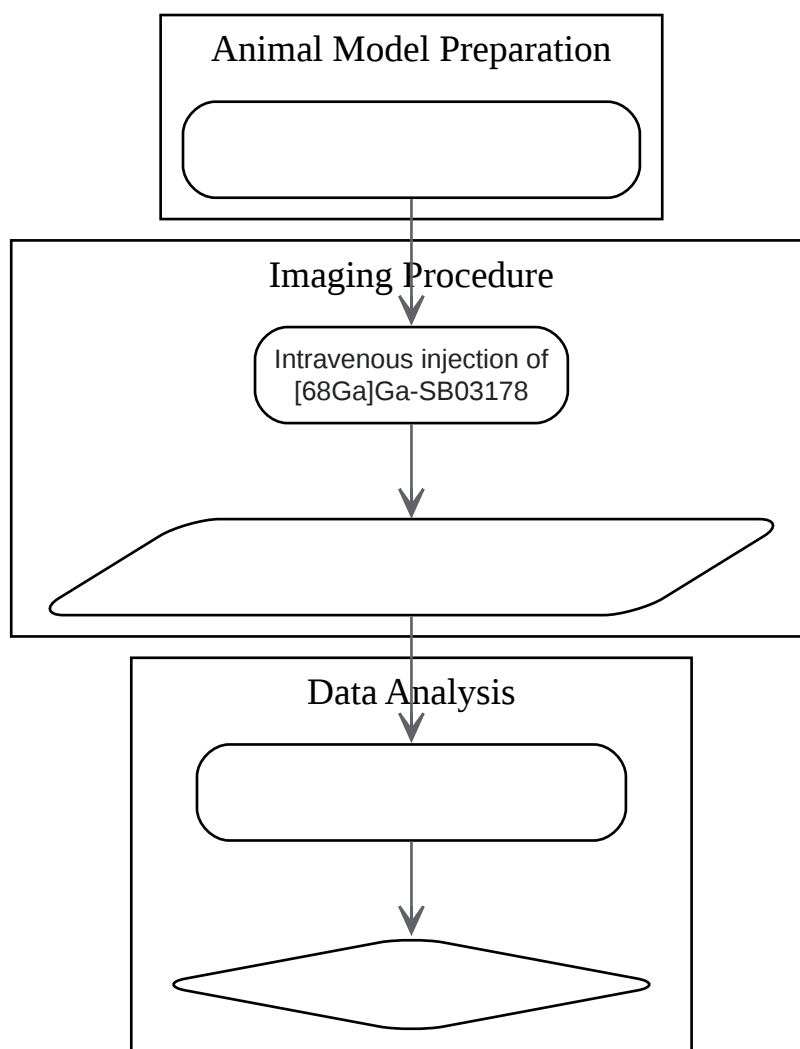 Animal Model Preparation
Imaging Procedure
Intravenous injection of
[68Ga]Ga-SB03178
Data Analysis